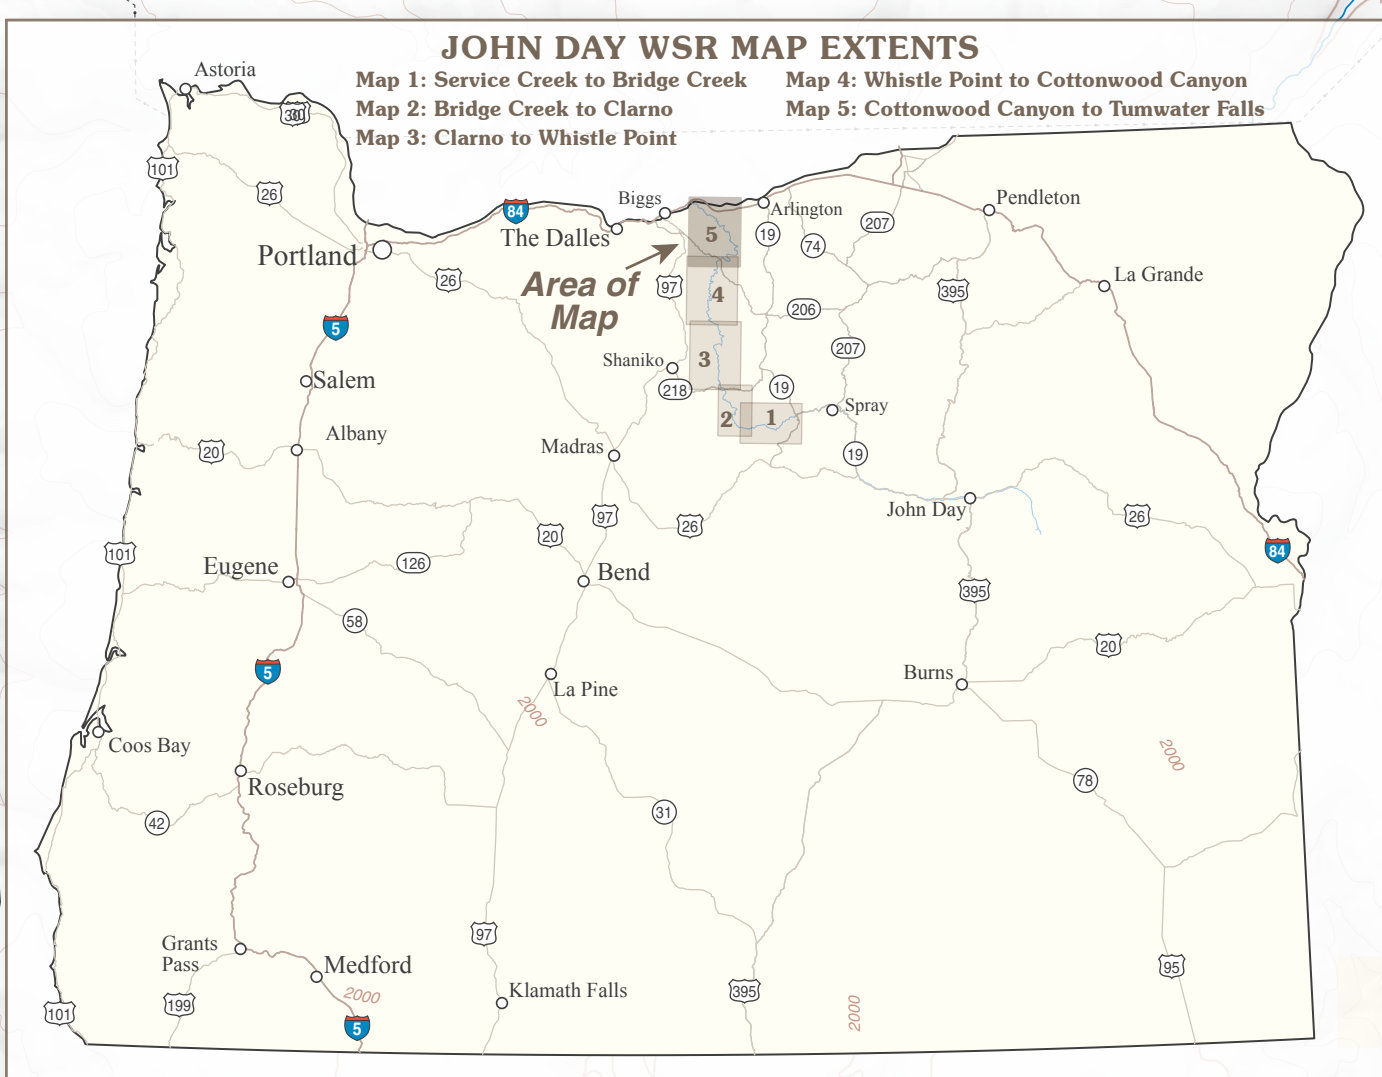 JOHN DAY WSR MAP EXTENTS
Map 1: Service Creek to Bridge Creek
Map 2: Bridge Creek to Clarno
Map 3: Clarno to Whistle Point
Map 4: Whistle Point to Cottonwood Canyon
Map 5: Cottonwood Canyon to Tumwater Falls
Astoria
101
26
84
Biggs
Arlington
Pendleton
The Dalles
5
19
74
207
Portland
26
Area of
Map
97
4
206
395
La Grande
5
Salem
Shaniko
3
218
207
19
2
1
Spray
Albany
20
Madras
19
97
26
John Day
26
101
Eugene
126
20
Bend
84
58
395
5
La Pine
2000
Burns
20
Coos Bay
Roseburg
2000
78
42
31
Grants
Pass
Medford
97
95
199
2000
Klamath Falls
395
2000
101
5